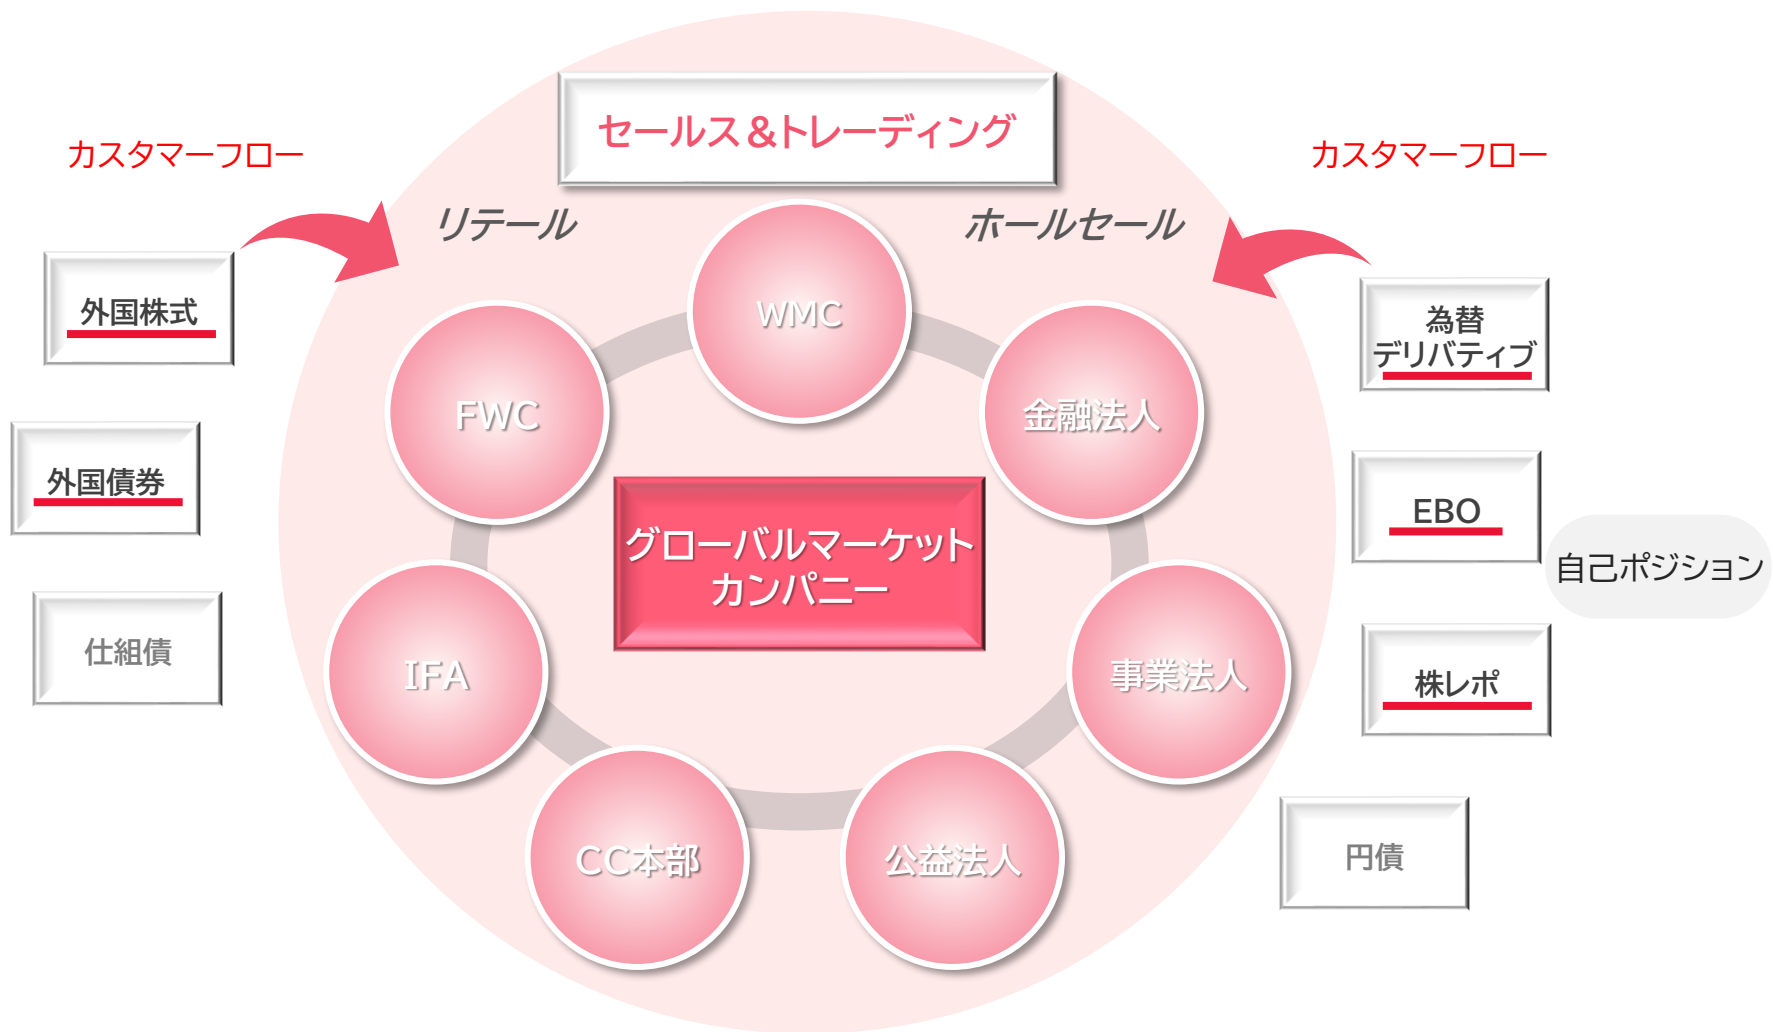 セールス&トレーディング
カスタマーフロー
カスタマーフロー
リテール
ホールセール
外国株式
外国債券
仕組債
WMC
FWC
金融法人
グローバルマーケット
カンパニー
IFA
事業法人
CC本部
公益法人
為替
デリバティブ
EBO
自己ポジション
株レポ
円債